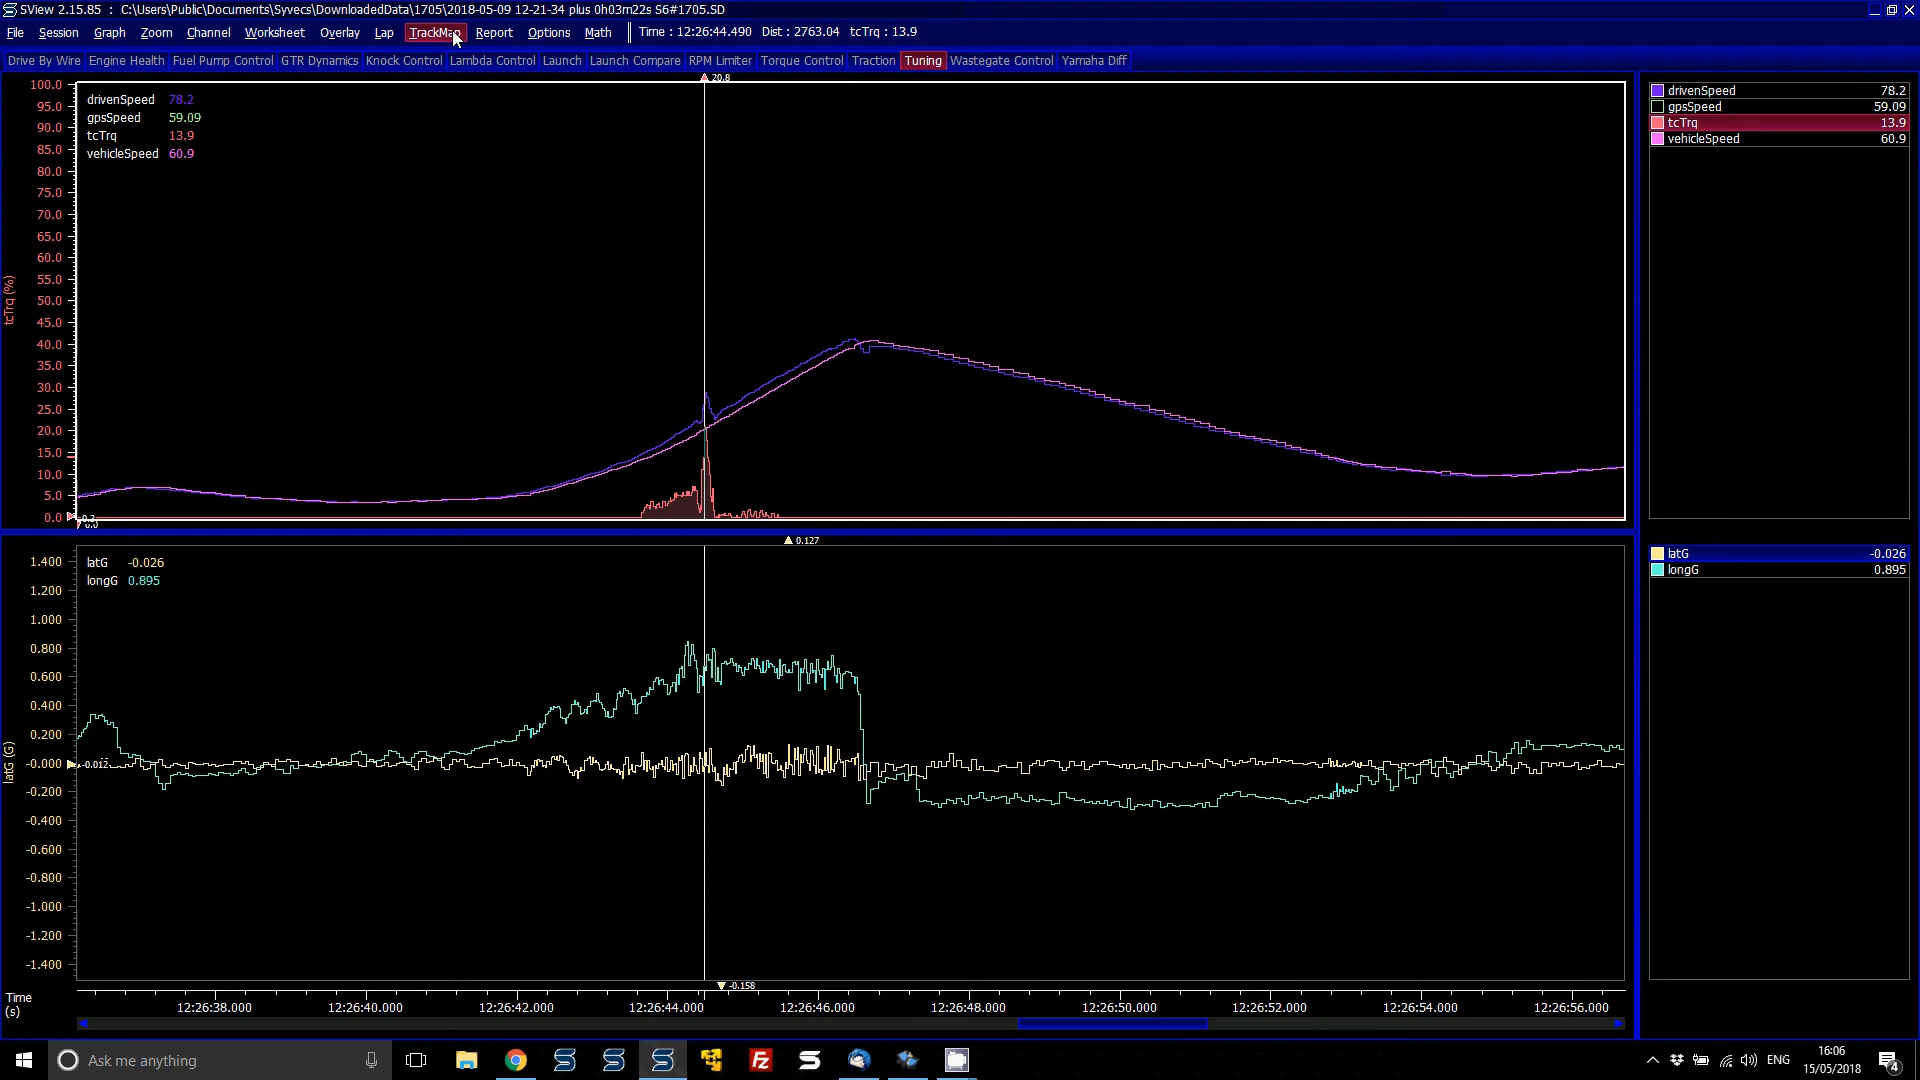 SView 2.15.85 : C:\Users\Public\Documents\Syvecs\DownloadedData\1705\2018-05-09 12-21-34 plus 0h03m22s S6#1705.SD
File Session Graph Zoom Channel Worksheet Overlay Lap TrackMap Report Options Math Time : 12:26:44.490 Dist : 2763.04 tcTrq : 13.9
Drive By Wire Engine Health Fuel Pump Control GTR Dynamics Knock Control Lambda Control Launch Launch Compare RPM Limiter Torque Control Traction Tuning Wastegate Control Yamaha Diff
20.8
100.0
95.0
90.0
85.0
80.0
75.0
70.0
65.0
60.0
55.0
50.0
45.0
40.0
35.0
30.0
25.0
20.0
15.0
10.0
5.0
0.0
tcTrq (%)
drivenSpeed 78.2
gpsSpeed 59.09
tcTrq 13.9
vehicleSpeed 60.9
drivenSpeed 78.2
gpsSpeed 59.09
tcTrq 13.9
vehicleSpeed 60.9
0.127
1.400
1.200
1.000
0.800
0.600
0.400
0.200
-0.000
-0.200
-0.400
-0.600
-0.800
-1.000
-1.200
-1.400
latG (G)
latG -0.026
longG 0.895
-0.012
latG -0.026
longG 0.895
-0.158
Time
(s)
12:26:38.000 12:26:40.000 12:26:42.000 12:26:44.000 12:26:46.000 12:26:48.000 12:26:50.000 12:26:52.000 12:26:54.000 12:26:56.000
Ask me anything
ENG
16:06
15/05/2018
4